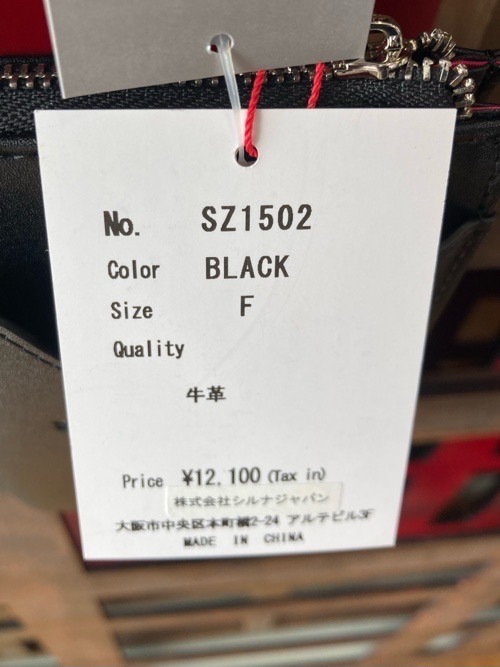 No. SZ1502
Color BLACK
Size F
Quality
牛革
Price ¥12,100 (Tax in)
株式会社シルナジャパン
大阪市中央区本町橋2-24 アルテビル3F
MADE IN CHINA